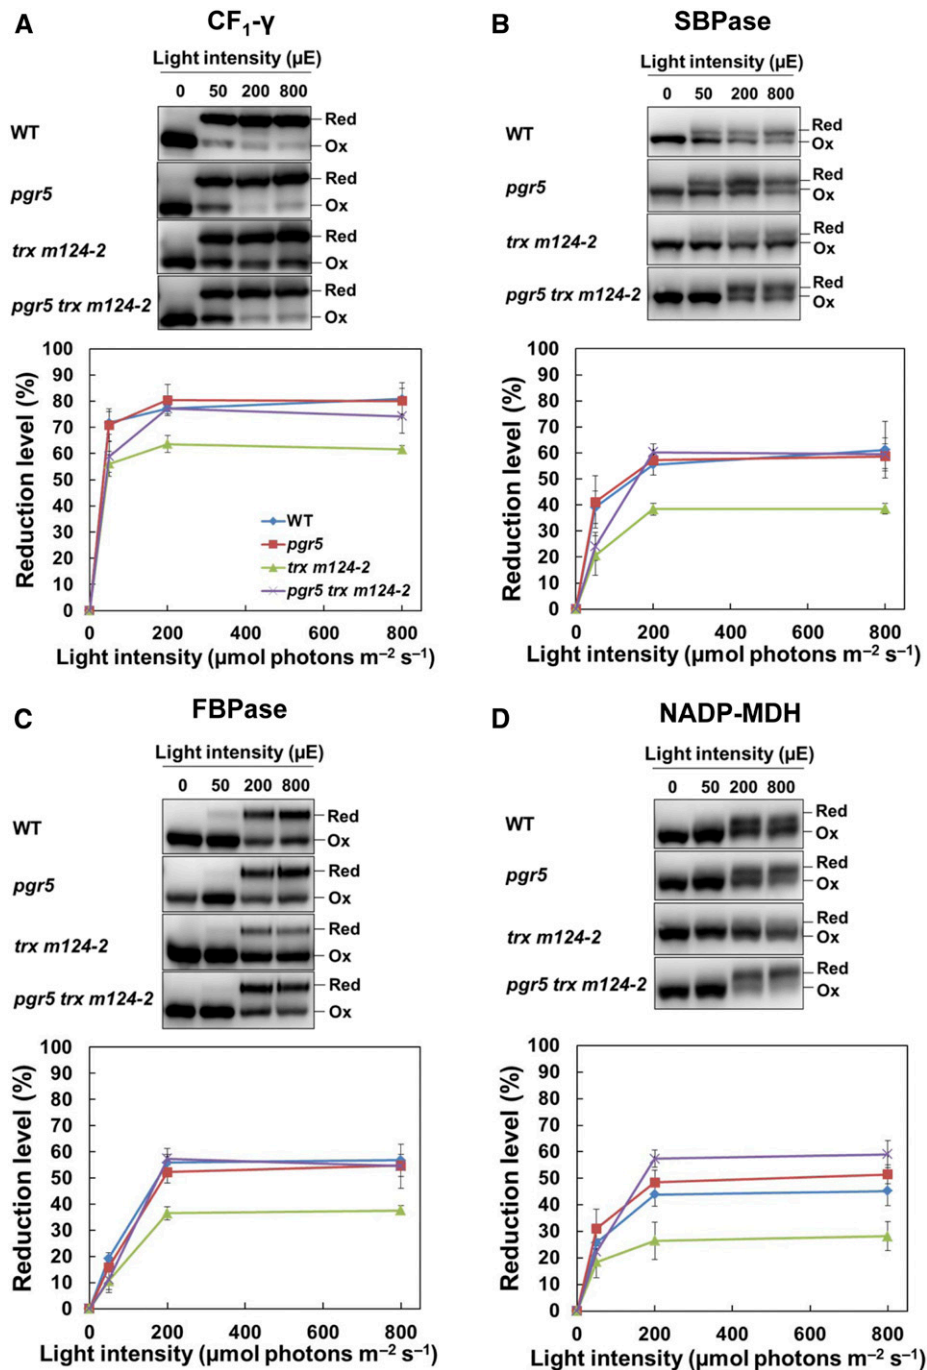 A CF₁-γ
Light intensity (µE)
0 50 200 800
WT Red
Ox
pgr5 Red
Ox
trx m124-2 Red
Ox
pgr5 trx m124-2 Red
Ox
100
90
80
70
60
50
40
30
20
10
0
Reduction level (%)
WT
pgr5
trx m124-2
pgr5 trx m124-2
0 200 400 600 800
Light intensity (µmol photons m⁻² s⁻¹)
B SBPase
Light intensity (µE)
0 50 200 800
WT Red
Ox
pgr5 Red
Ox
trx m124-2 Red
Ox
pgr5 trx m124-2 Red
Ox
100
90
80
70
60
50
40
30
20
10
0
Reduction level (%)
0 200 400 600 800
Light intensity (µmol photons m⁻² s⁻¹)
C FBPase
Light intensity (µE)
0 50 200 800
WT Red
Ox
pgr5 Red
Ox
trx m124-2 Red
Ox
pgr5 trx m124-2 Red
Ox
100
90
80
70
60
50
40
30
20
10
0
Reduction level (%)
0 200 400 600 800
Light intensity (µmol photons m⁻² s⁻¹)
D NADP-MDH
Light intensity (µE)
0 50 200 800
WT Red
Ox
pgr5 Red
Ox
trx m124-2 Red
Ox
pgr5 trx m124-2 Red
Ox
100
90
80
70
60
50
40
30
20
10
0
Reduction level (%)
0 200 400 600 800
Light intensity (µmol photons m⁻² s⁻¹)